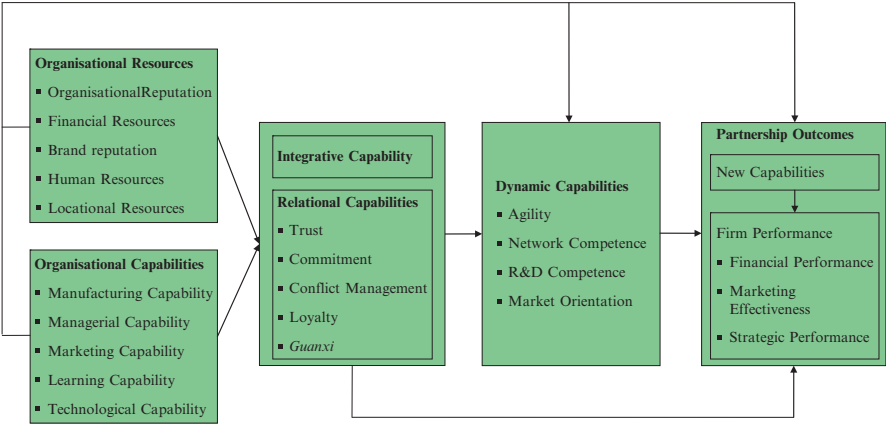 Organisational Resources
OrganisationalReputation
Financial Resources
Brand reputation
Human Resources
Locational Resources
Organisational Capabilities
Manufacturing Capability
Managerial Capability
Marketing Capability
Learning Capability
Technological Capability
Integrative Capability
Relational Capabilities
Trust
Commitment
Conflict Management
Loyalty
Guanxi
Dynamic Capabilities
Agility
Network Competence
R&D Competence
Market Orientation
Partnership Outcomes
New Capabilities
Firm Performance
Financial Performance
Marketing
Effectiveness
Strategic Performance